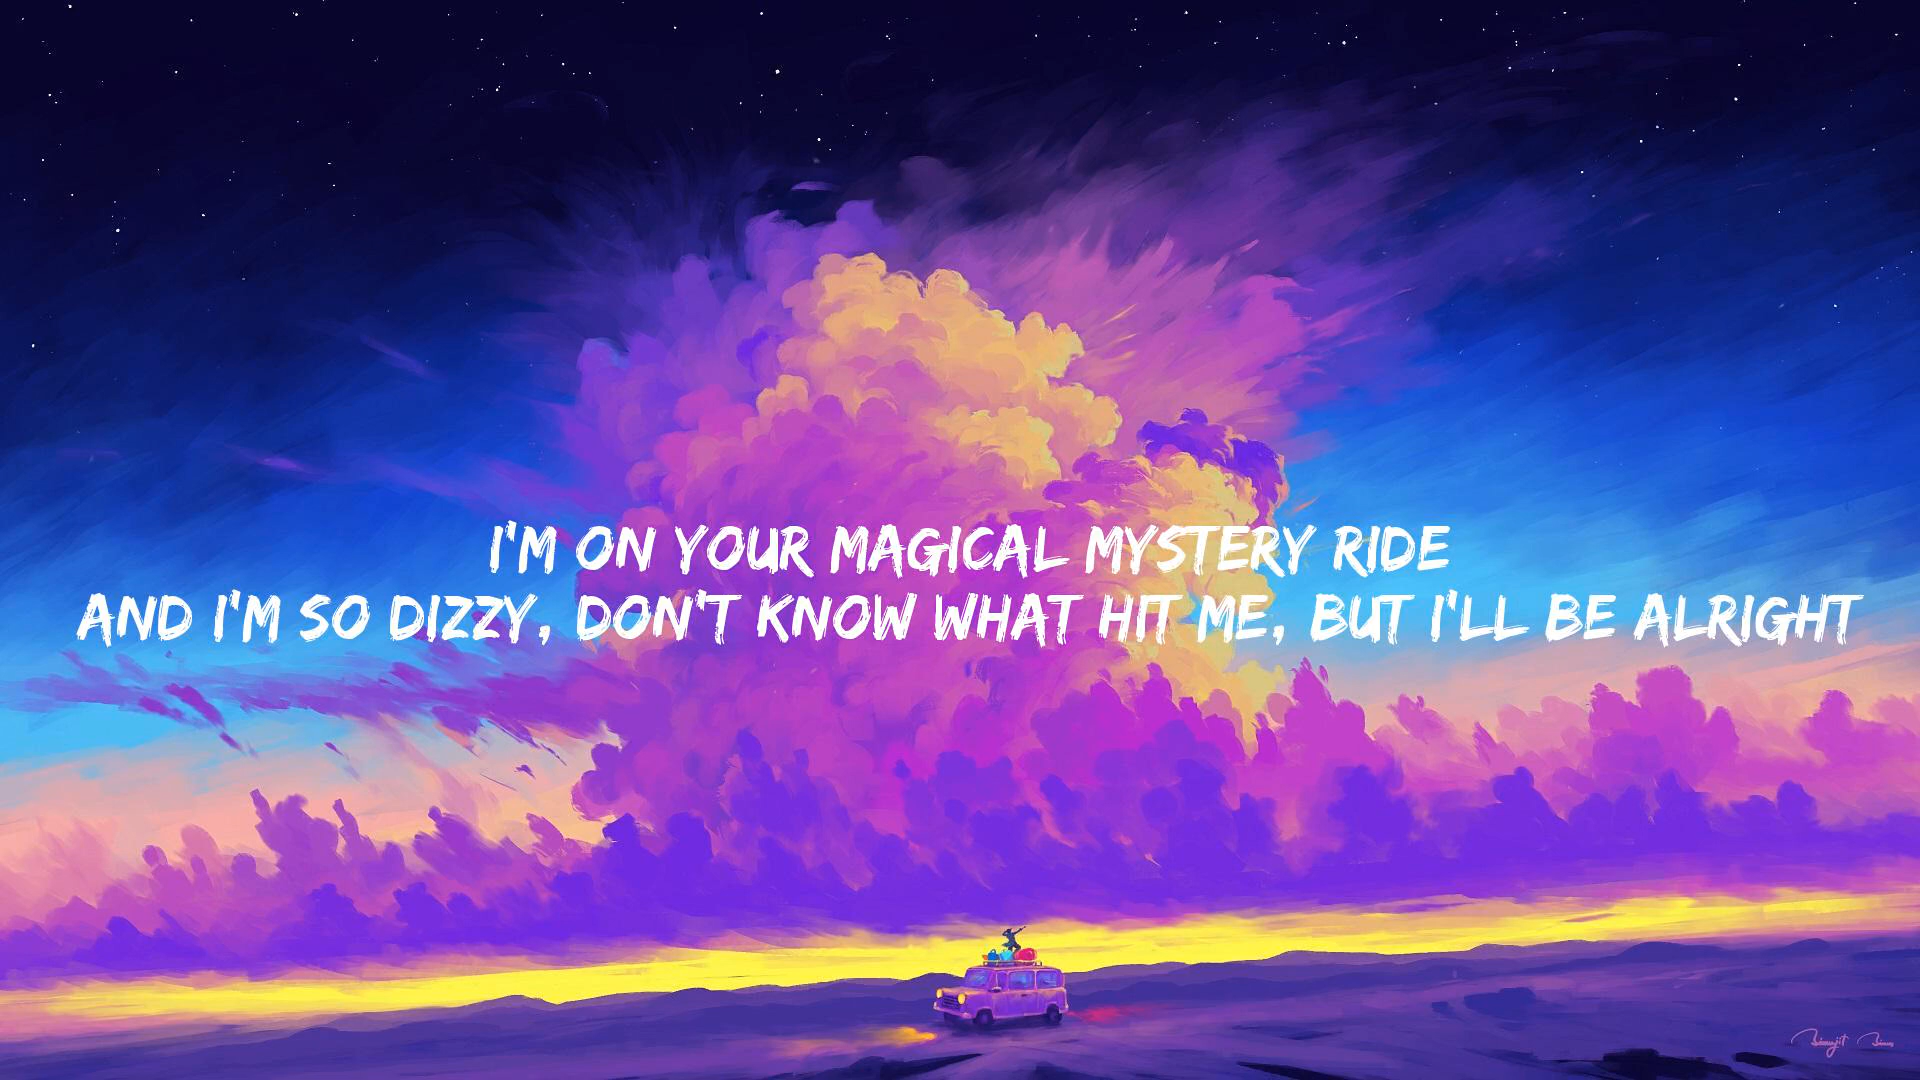 I'M ON YOUR MAGICAL MYSTERY RIDE
AND I'M SO DIZZY, DON'T KNOW WHAT HIT ME, BUT I'LL BE ALRIGHT